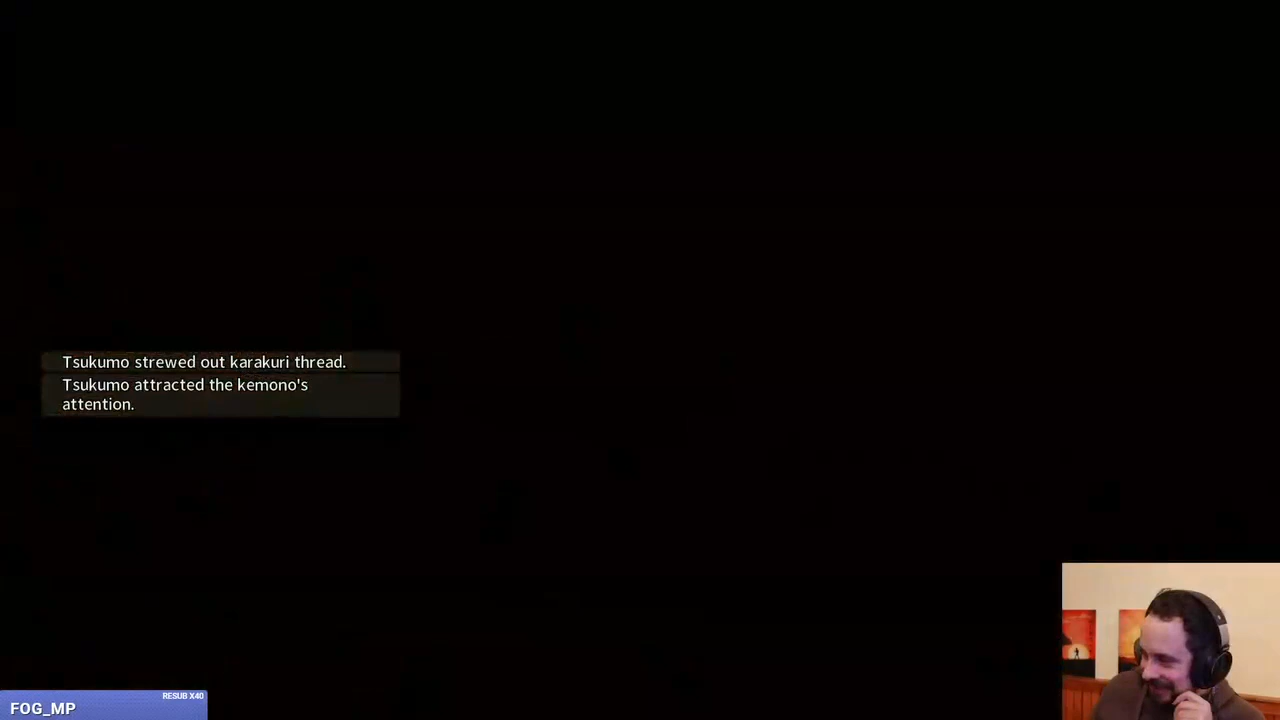 Tsukumo strewed out karakuri thread.
Tsukumo attracted the kemono's
attention.
RESUB X40
FOG_MP